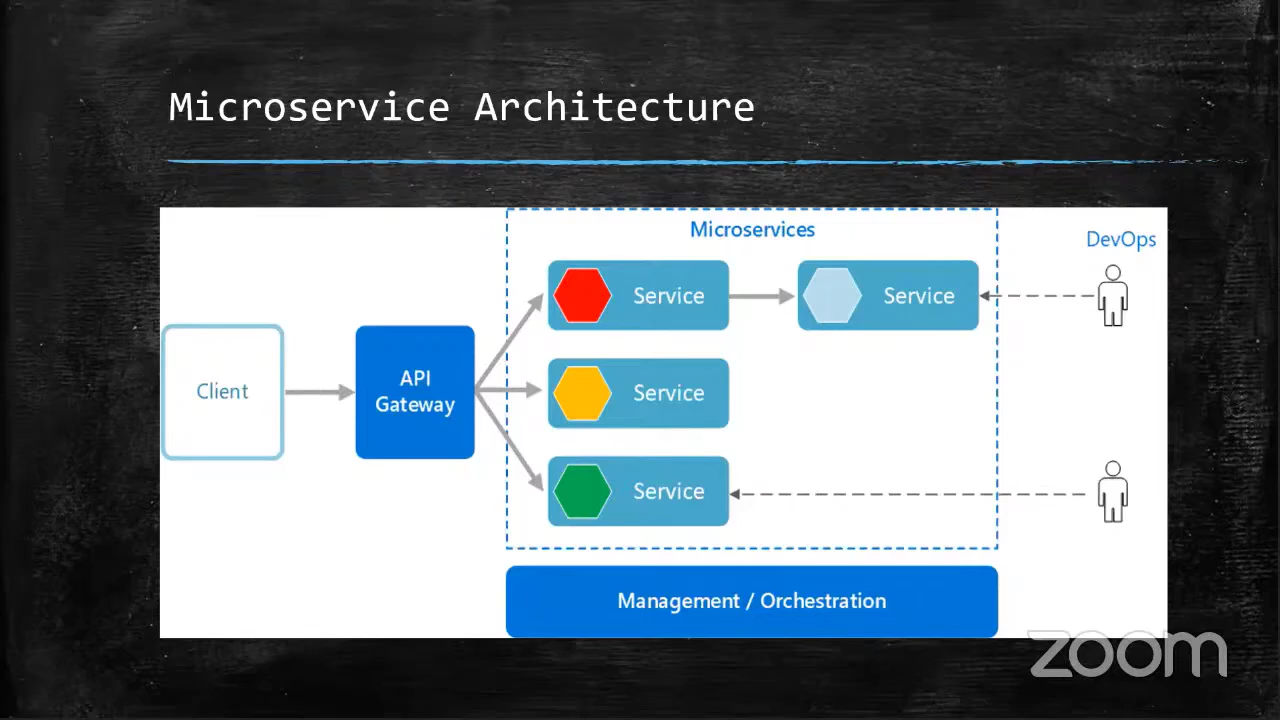 Microservice Architecture
Microservices
DevOps
Service
Service
Client
API
Gateway
Service
Service
Management / Orchestration
zoom